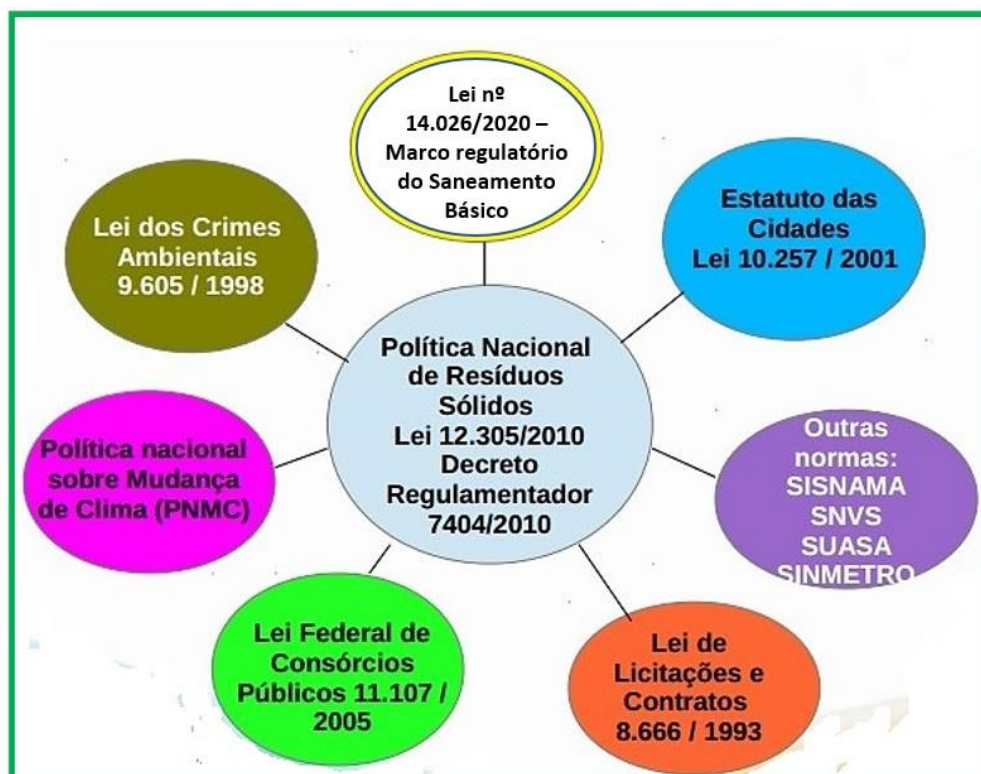 Lei nº
14.026/2020 –
Marco regulatório
do Saneamento
Básico
Lei dos Crimes
Ambientais
9.605 / 1998
Estatuto das
Cidades
Lei 10.257 / 2001
Política Nacional
de Resíduos
Sólidos
Lei 12.305/2010
Decreto
Regulamentador
7404/2010
Política nacional
sobre Mudança
de Clima (PNMC)
Outras
normas:
SISNAMA
SNVS
SUASA
SINMETRO
Lei Federal de
Consórcios
Públicos 11.107 /
2005
Lei de
Licitações e
Contratos
8.666 / 1993